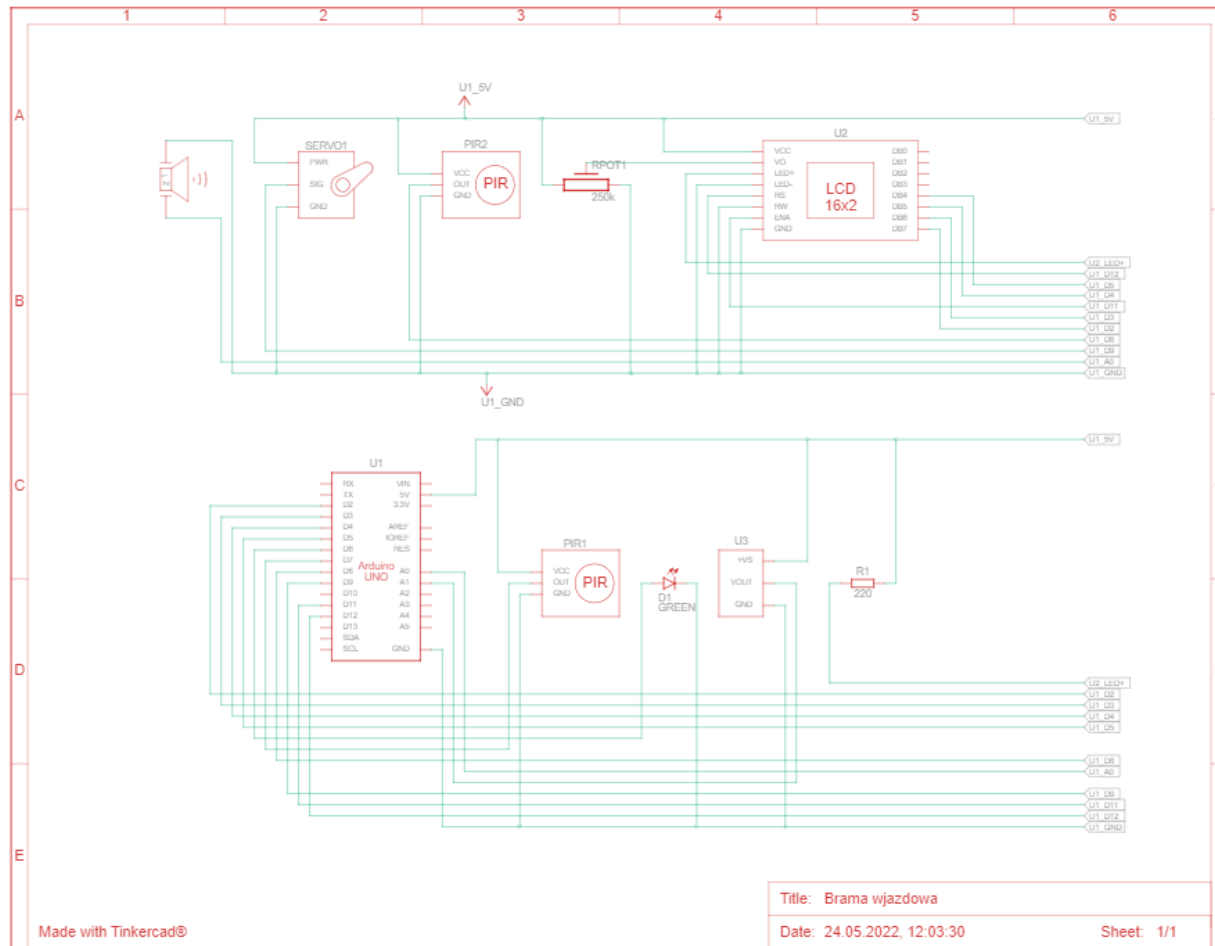 1 2 3 4 5 6
A
U1_5V
U1_5V
SERVO1
PWR
SIG
GND
PIR2
VCC
OUT
GND
PIR
RPOT1
250k
U2
VCC
VO
LED+
LED-
RS
RW
ENA
GND
LCD
16x2
DB0
DB1
DB2
DB3
DB4
DB5
DB6
DB7
B
U2_LED+
U1_D12
U1_D5
U1_D4
U1_D11
U1_D3
U1_D2
U1_D8
U1_D9
U1_A0
U1_GND
U1_GND
C
U1_5V
U1
RX
TX
D2
D3
D4
D5
D6
D7
D8
D9
D10
D11
D12
D13
SDA
SCL
Arduino
UNO
VIN
5V
3.3V
AREF
IOREF
RES
A0
A1
A2
A3
A4
A5
GND
PIR1
VCC
OUT
GND
PIR
D1
GREEN
U3
+VS
VOUT
GND
R1
220
D
U2_LED+
U1_D2
U1_D3
U1_D4
U1_D5
U1_D8
U1_A0
U1_D9
U1_D11
U1_D12
U1_GND
E
Title: Brama wjazdowa
Made with Tinkercad®
Date: 24.05.2022, 12:03:30 Sheet: 1/1